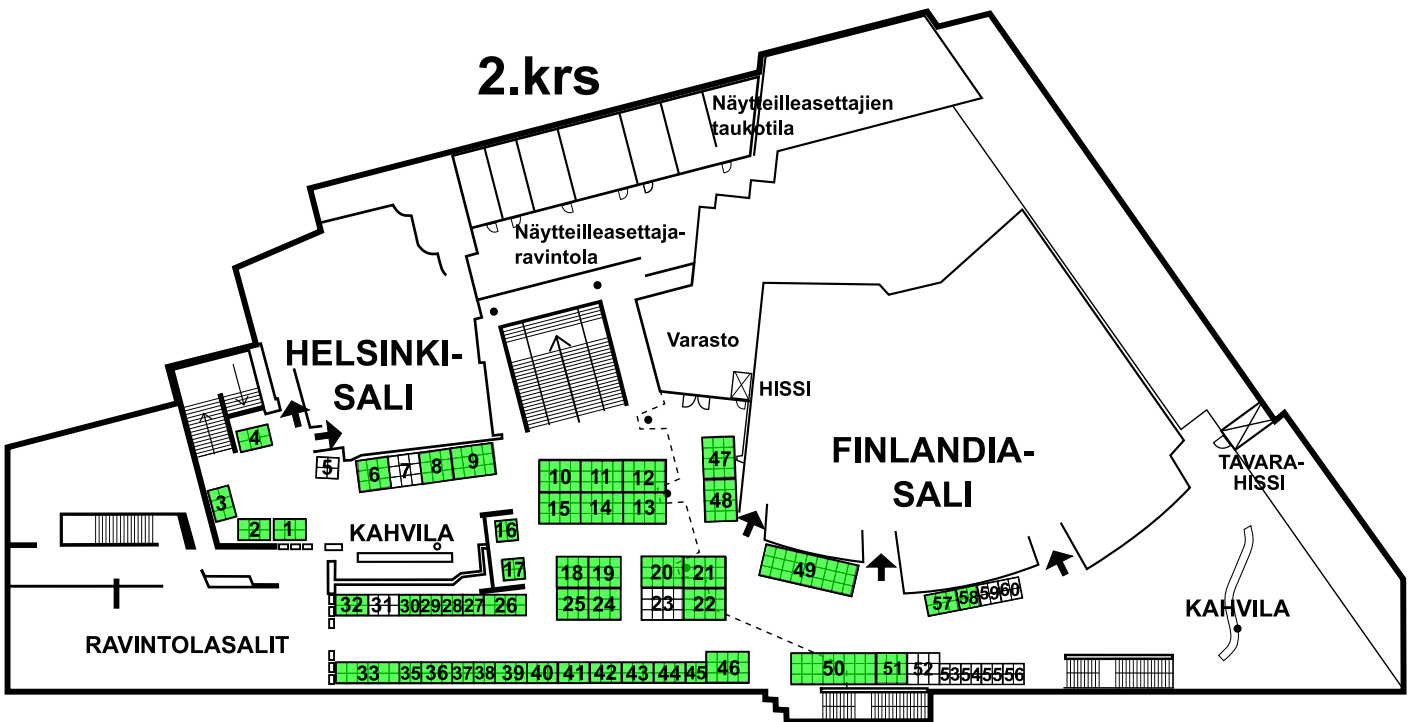 2.krs
Näytteilleasettajien
taukotila
Näytteilleasettaja-
ravintola
Varasto
HISSI
HELSINKI-
SALI
FINLANDIA-
SALI
TAVARA-
HISSI
4
5
6 7 8 9
10 11 12
15 14 13
47
48
3
2 1
KAHVILA
16
17
18 19
25 24
20 21
23 22
49
57 58 59 60
KAHVILA
32 31 30 29 28 27 26
RAVINTOLASALIT
33 35 36 37 38 39 40 41 42 43 44 45 46
50 51 52 53 54 55 56